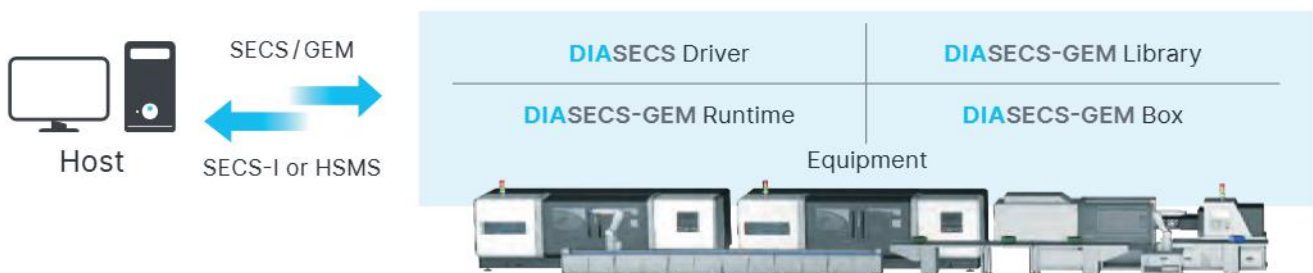 SECS/GEM
SECS-I or HSMS
Host
DIASECS Driver
DIASECS-GEM Library
DIASECS-GEM Runtime
DIASECS-GEM Box
Equipment